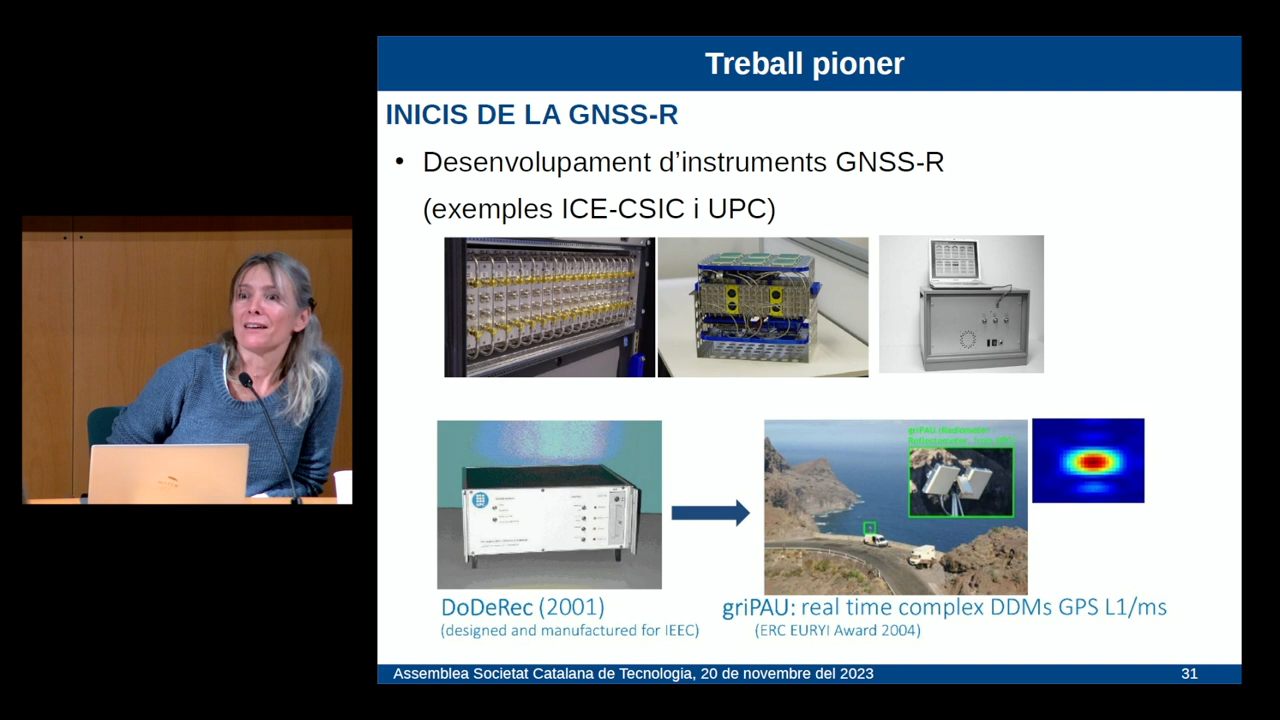 Treball pioner
INICIS DE LA GNSS-R
• Desenvolupament d’instruments GNSS-R
(exemples ICE-CSIC i UPC)
griPAU (Radiometer
DoDeRec (2001)
(designed and manufactured for IEEC)
griPAU: real time complex DDMs GPS L1/ms
(ERC EURYI Award 2004)
Assemblea Societat Catalana de Tecnologia, 20 de novembre del 2023
31